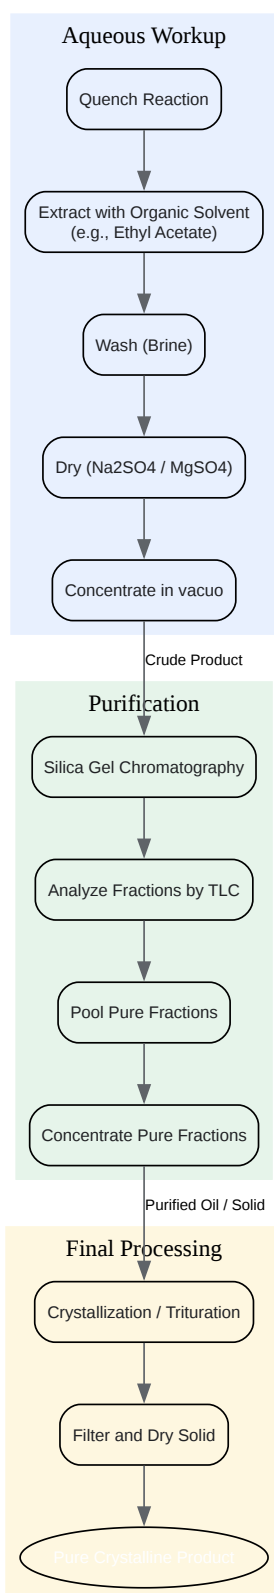 Aqueous Workup
Quench Reaction
Extract with Organic Solvent
(e.g., Ethyl Acetate)
Wash (Brine)
Dry (Na2SO4 / MgSO4)
Concentrate in vacuo
Crude Product
Purification
Silica Gel Chromatography
Analyze Fractions by TLC
Pool Pure Fractions
Concentrate Pure Fractions
Purified Oil / Solid
Final Processing
Crystallization / Trituration
Filter and Dry Solid
Pure Crystalline Product